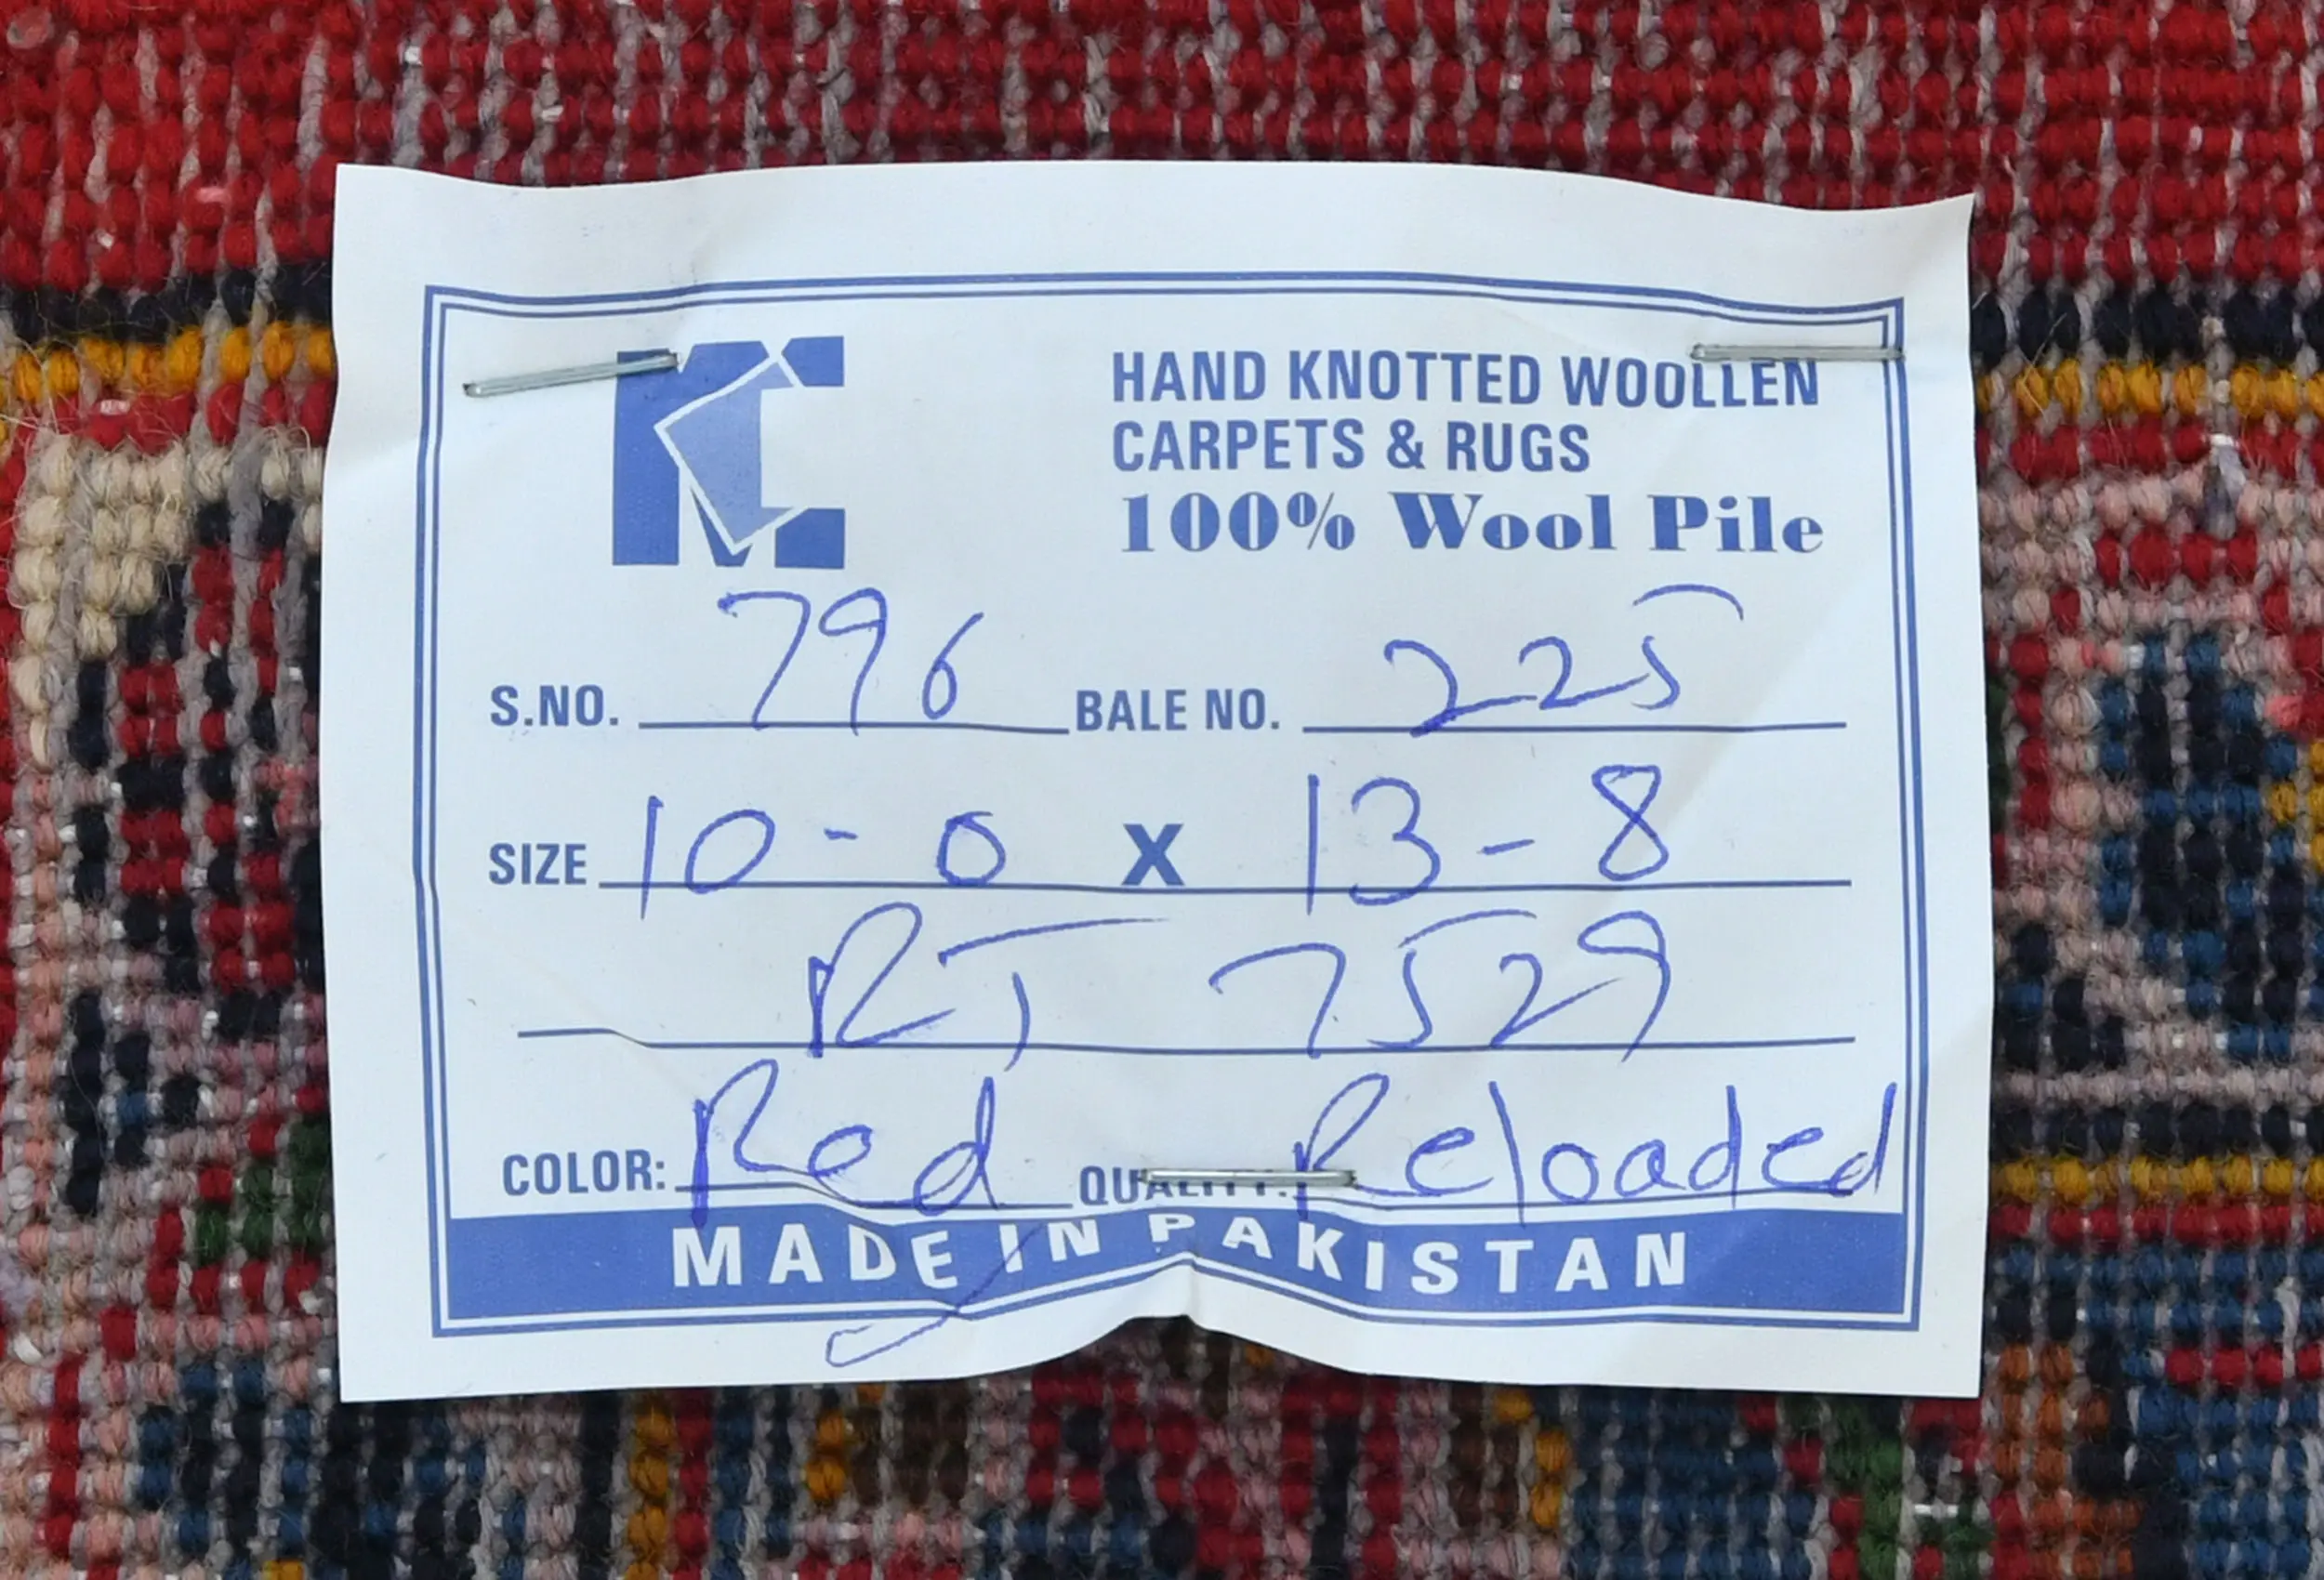 MC
HAND KNOTTED WOOLLEN
CARPETS & RUGS
100% Wool Pile
S.NO. 796 BALE NO. 225
SIZE 10-0 X 13-8
RT 7529
COLOR: Red QUALITY: Reloaded
MADE IN PAKISTAN